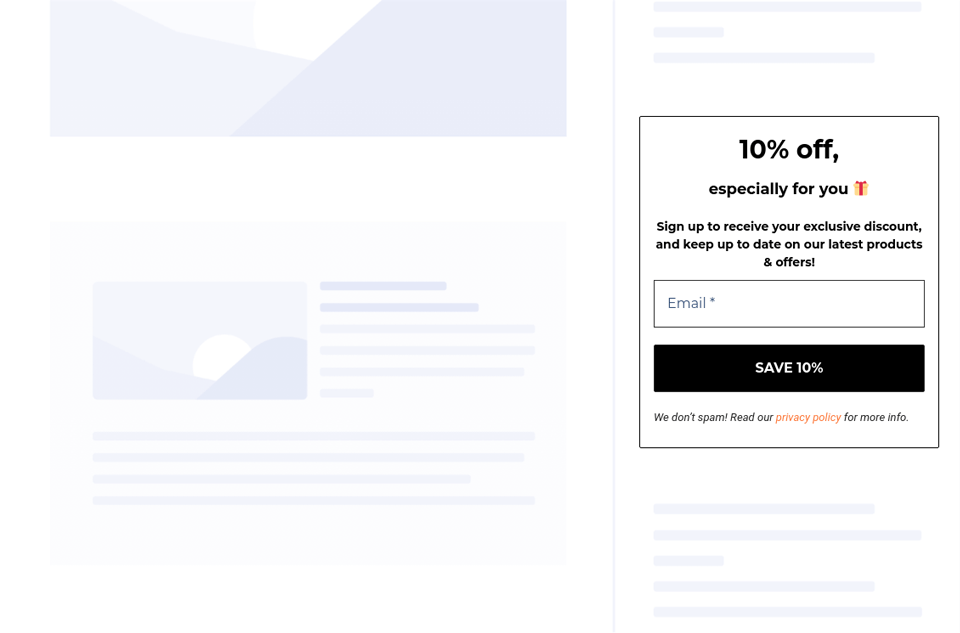 10% off,
especially for you 🎁
Sign up to receive your exclusive discount,
and keep up to date on our latest products
& offers!
Email *
SAVE 10%
We don’t spam! Read our privacy policy for more info.